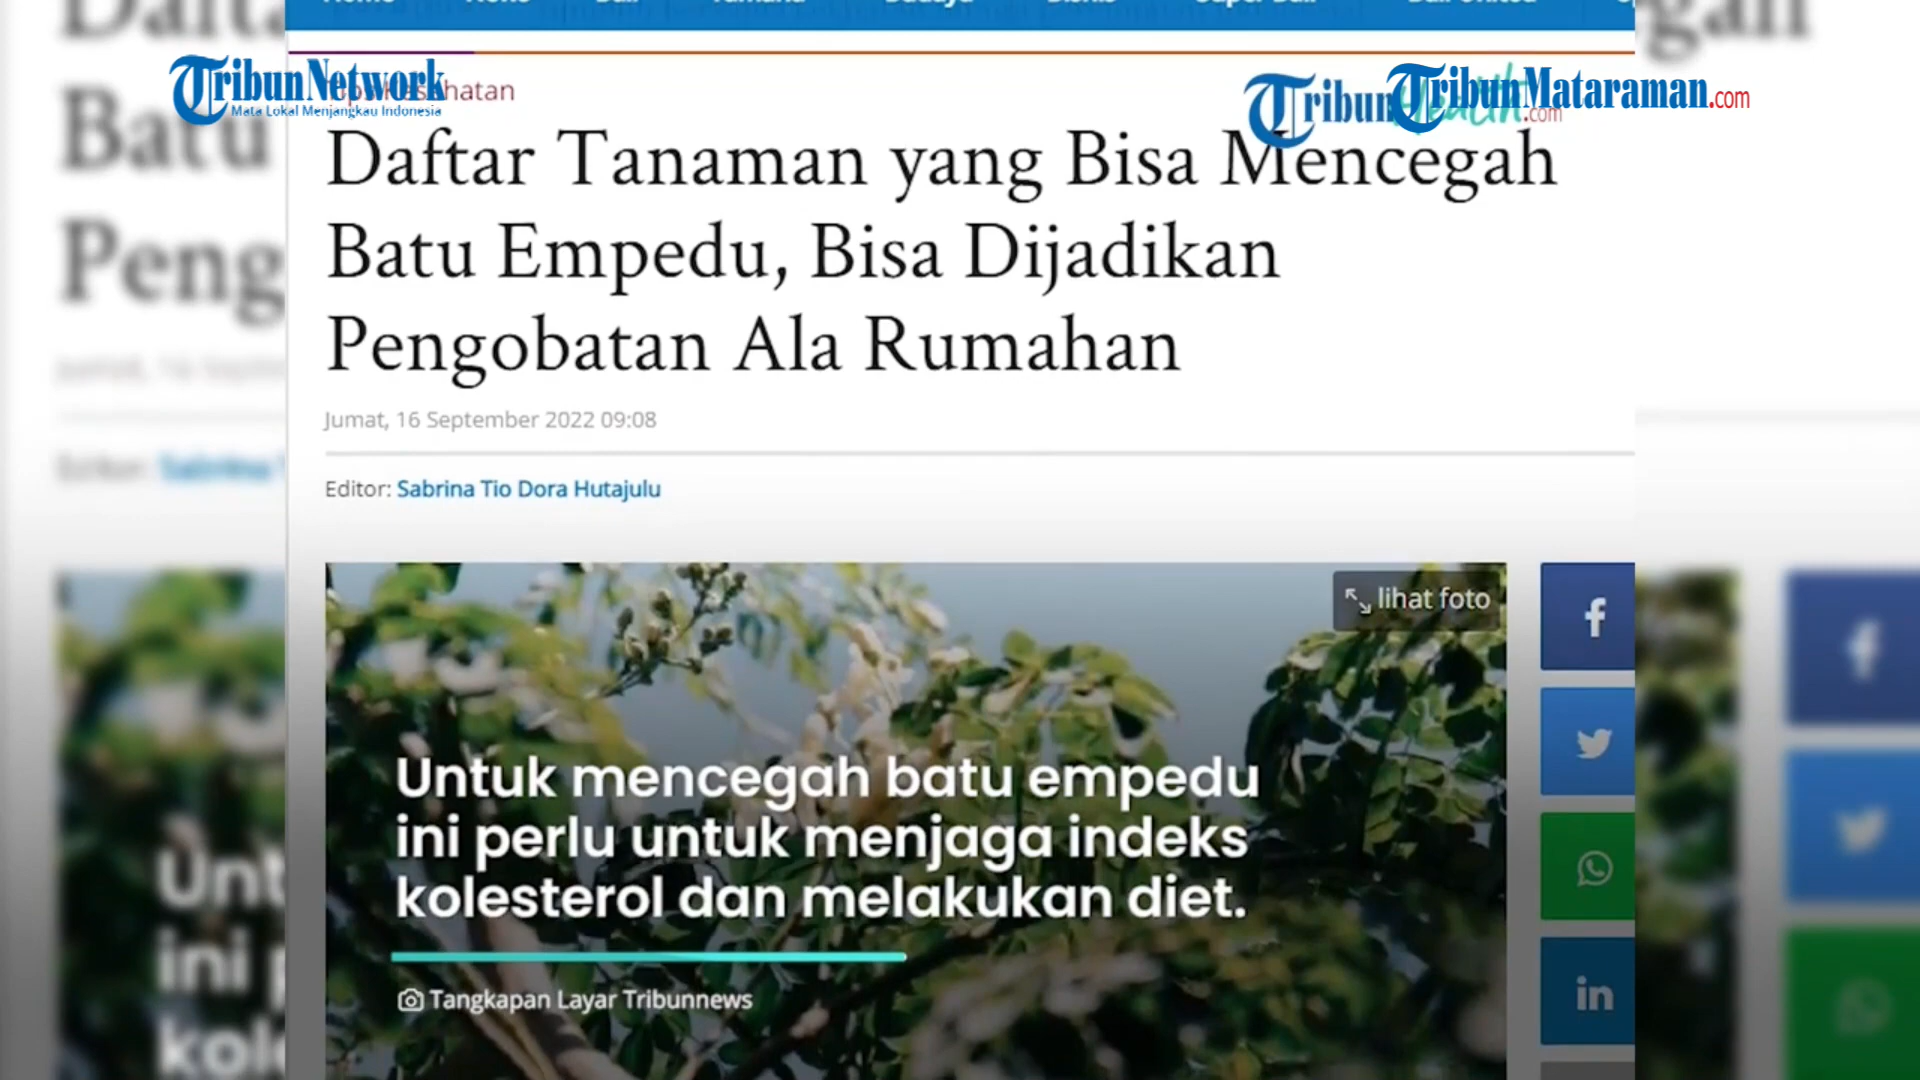 TribunNetwork
Mata Lokal Menjangkau Indonesia
Tribun
.com
TribunMataraman.com
Daftar Tanaman yang Bisa Mencegah
Batu Empedu, Bisa Dijadikan
Pengobatan Ala Rumahan
Jumat, 16 September 2022 09:08
Editor: Sabrina Tio Dora Hutajulu
lihat foto
Untuk mencegah batu empedu
ini perlu untuk menjaga indeks
kolesterol dan melakukan diet.
Tangkapan Layar Tribunnews